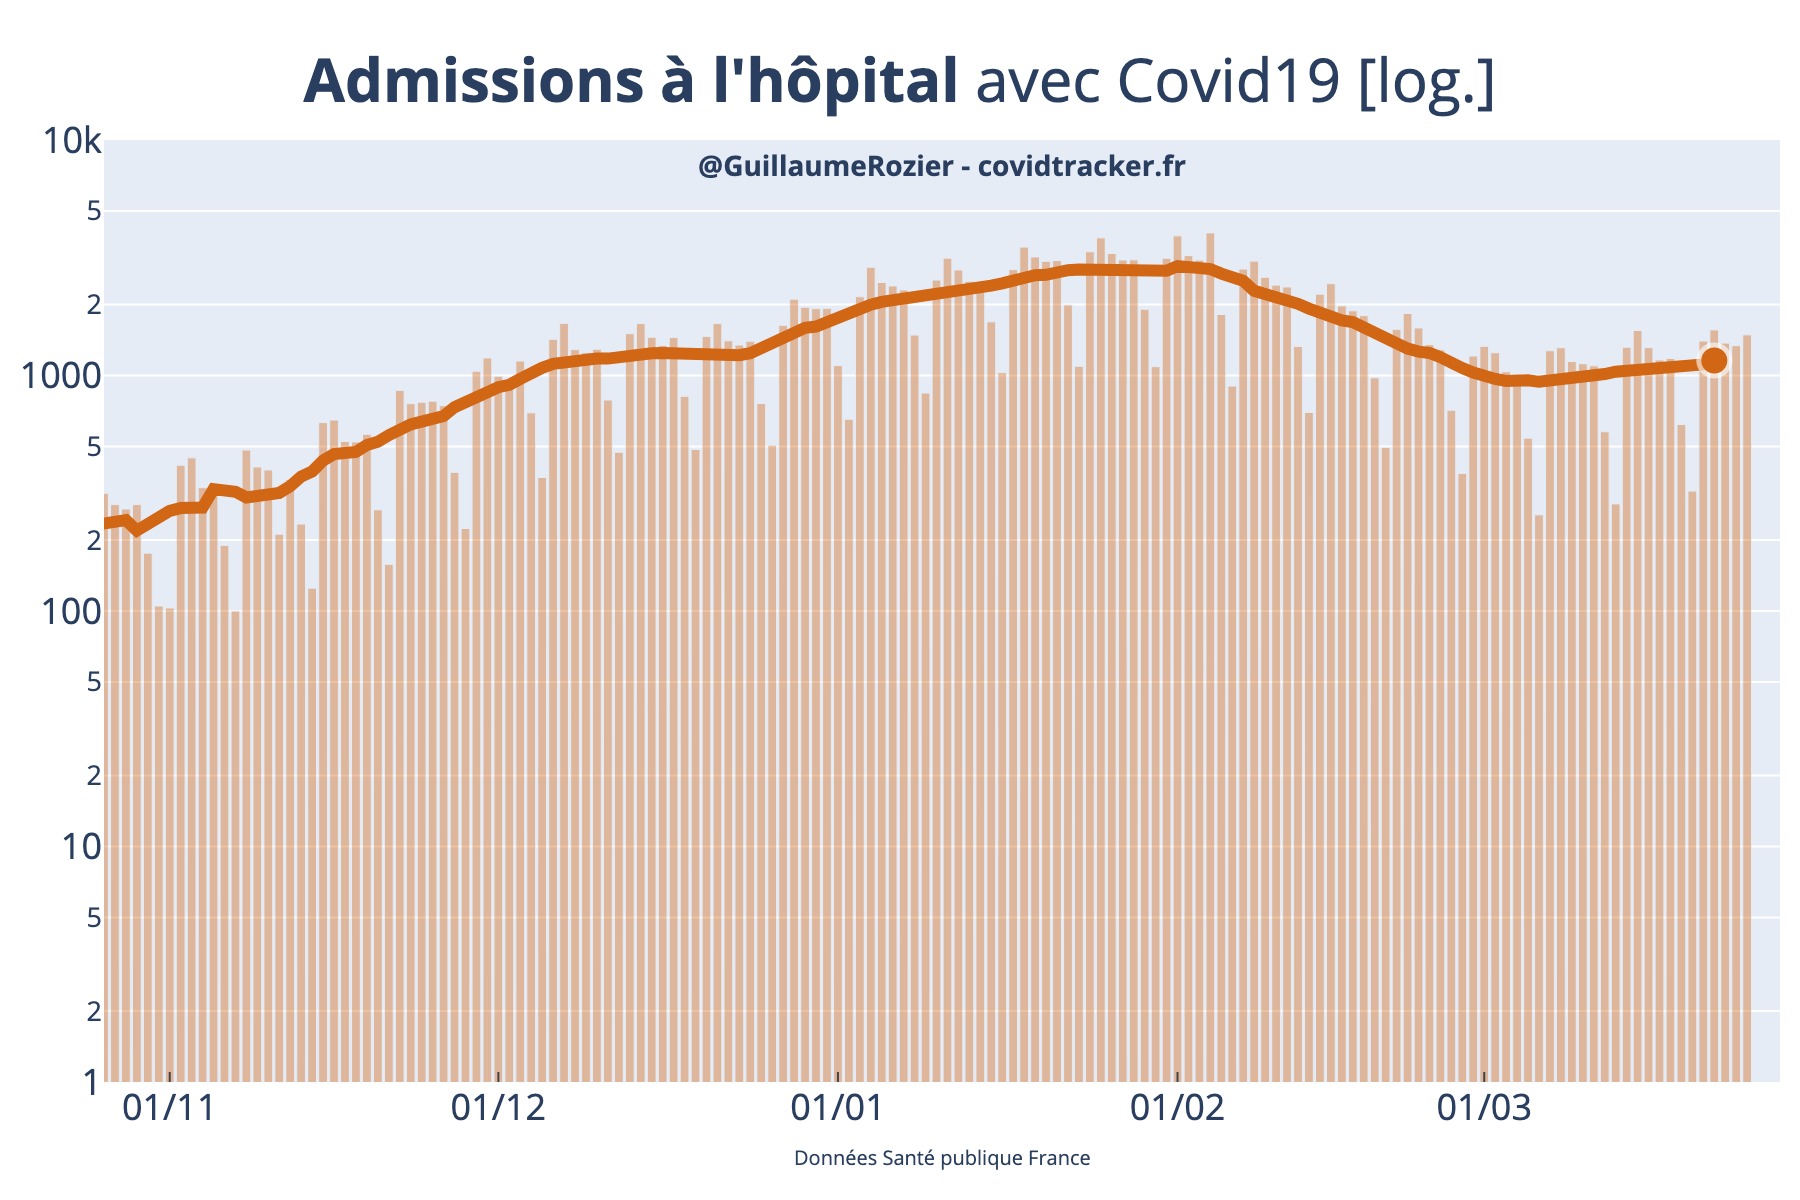 Admissions à l'hôpital avec Covid19 [log.]
@GuillaumeRozier - covidtracker.fr
10k
5
2
1000
5
2
100
5
2
10
5
2
1
01/11 01/12 01/01 01/02 01/03
Données Santé publique France